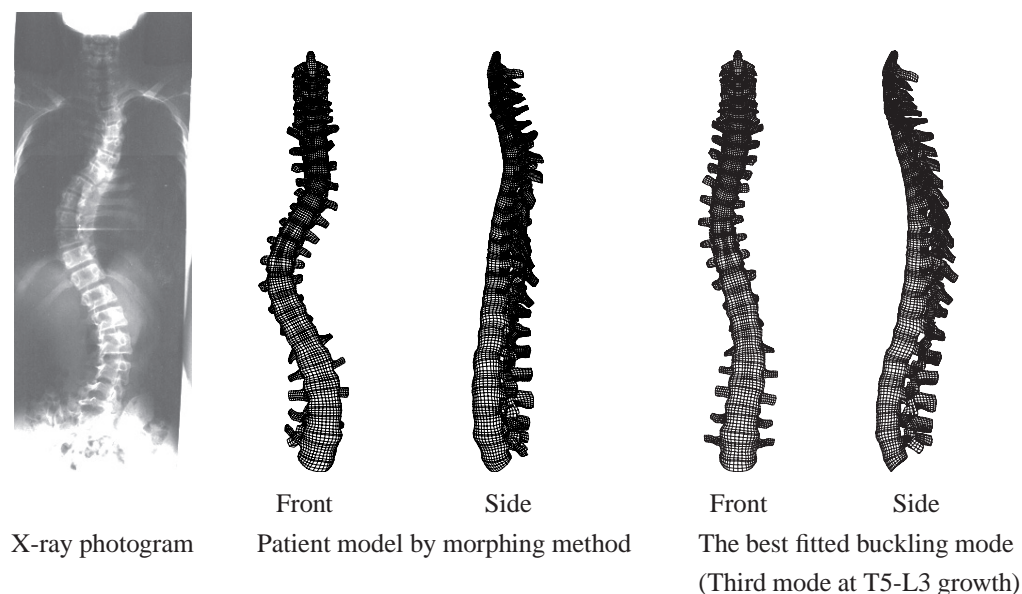 Front
Side
Front
Side
X-ray photogram
Patient model by morphing method
The best fitted buckling mode
(Third mode at T5-L3 growth)